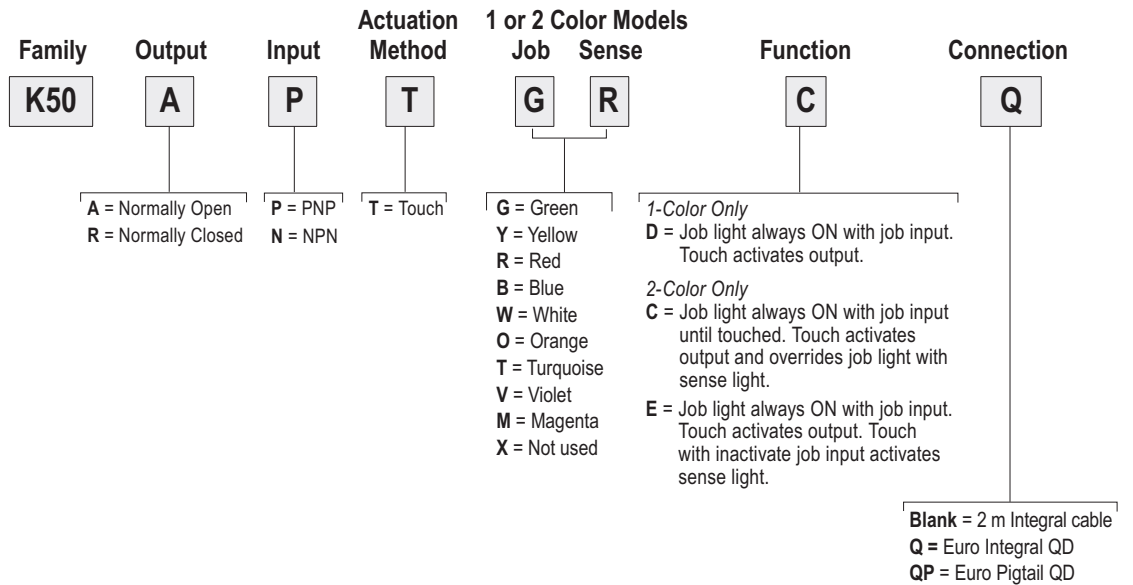 Family
Output
Input
Actuation
Method
1 or 2 Color Models
Job
Sense
Function
Connection
K50
A
P
T
G
R
C
Q
A = Normally Open
R = Normally Closed
P = PNP
N = NPN
T = Touch
G = Green
Y = Yellow
R = Red
B = Blue
W = White
O = Orange
T = Turquoise
V = Violet
M = Magenta
X = Not used
1-Color Only
D = Job light always ON with job input.
Touch activates output.
2-Color Only
C = Job light always ON with job input
until touched. Touch activates
output and overrides job light with
sense light.
E = Job light always ON with job input.
Touch activates output. Touch
with inactivate job input activates
sense light.
Blank = 2 m Integral cable
Q = Euro Integral QD
QP = Euro Pigtail QD